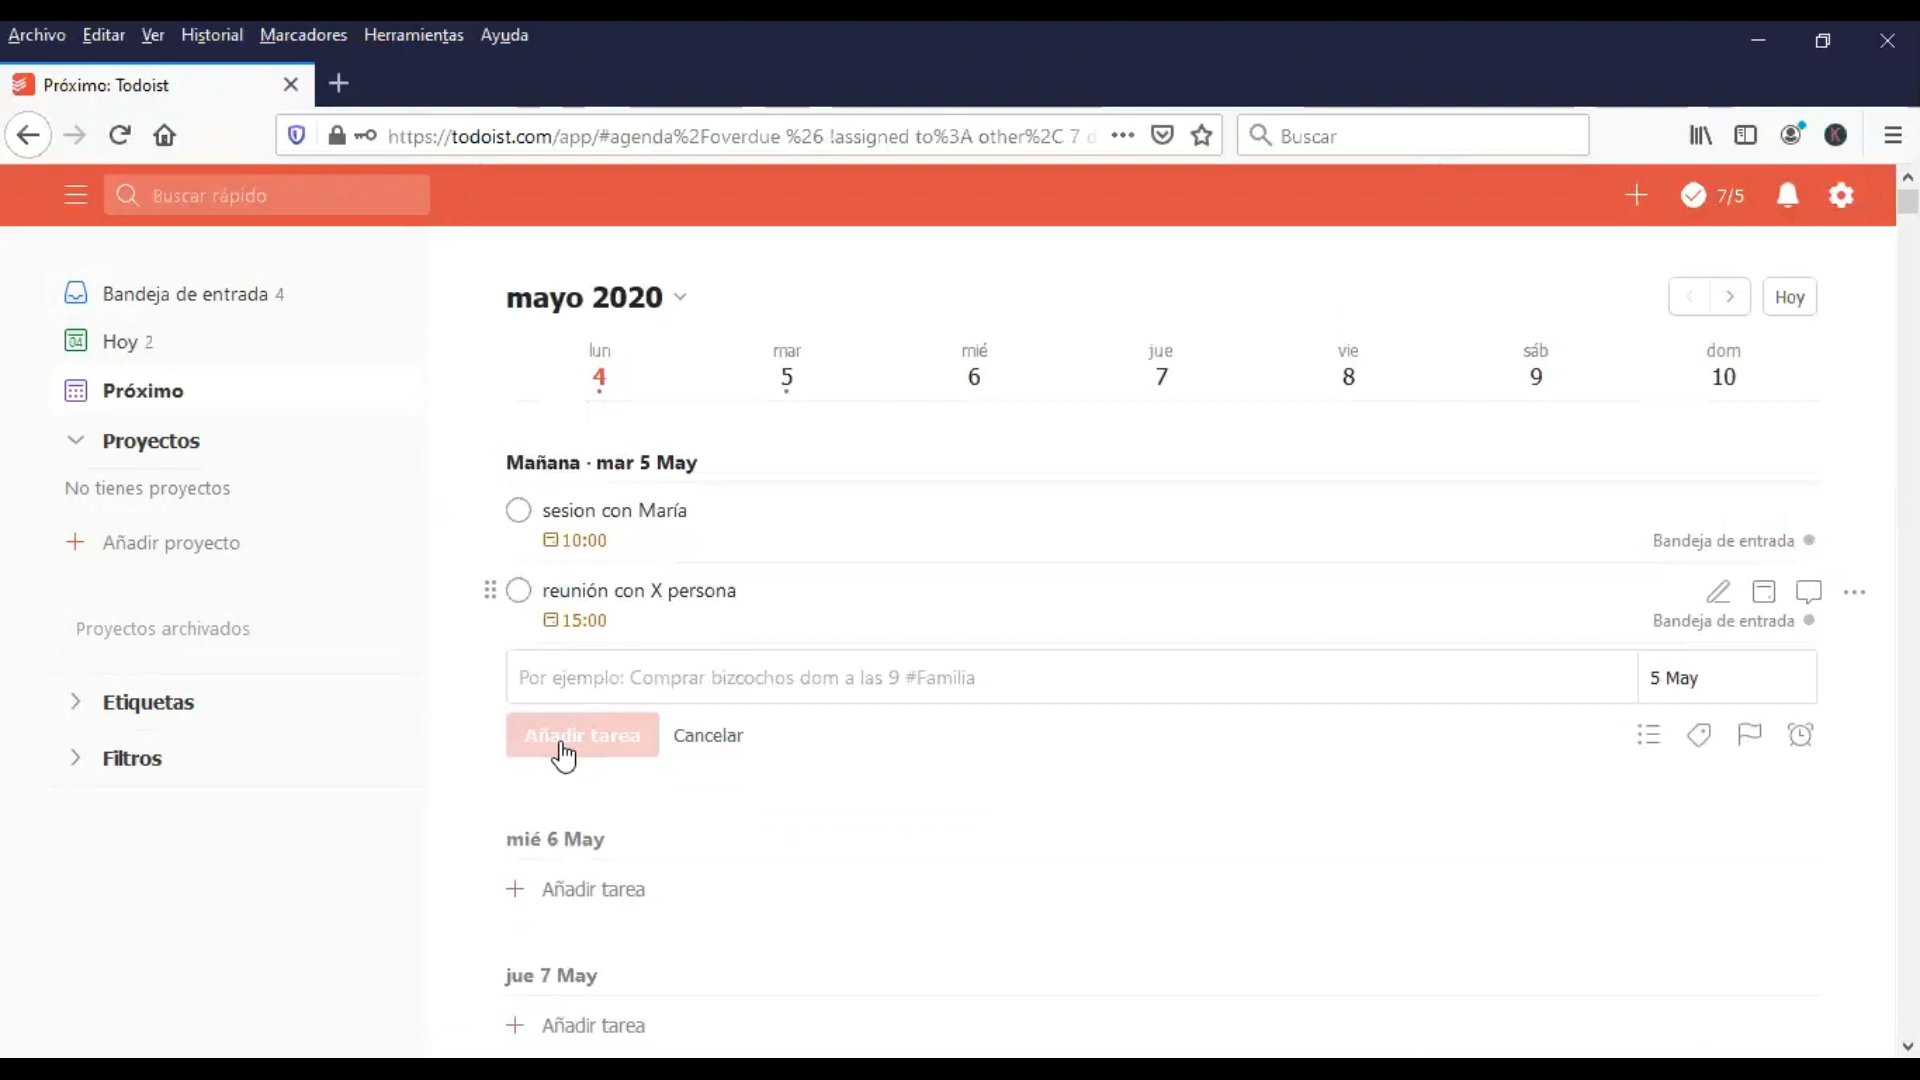 Archivo Editar Ver Historial Marcadores Herramientas Ayuda
Próximo: Todoist
https://todoist.com/app/#agenda%2Foverdue %26 !assigned to%3A other%2C 7 d
Buscar
Buscar rápido
7/5
Bandeja de entrada 4
04
Hoy 2
Próximo
Proyectos
No tienes proyectos
Añadir proyecto
Proyectos archivados
Etiquetas
Filtros
mayo 2020
Hoy
lun mar mié jue vie sáb dom
4 5 6 7 8 9 10
Mañana · mar 5 May
sesion con María
10:00
Bandeja de entrada
reunión con X persona
15:00
Bandeja de entrada
Por ejemplo: Comprar bizcochos dom a las 9 #Familia
5 May
Añadir tarea
Cancelar
mié 6 May
Añadir tarea
jue 7 May
Añadir tarea